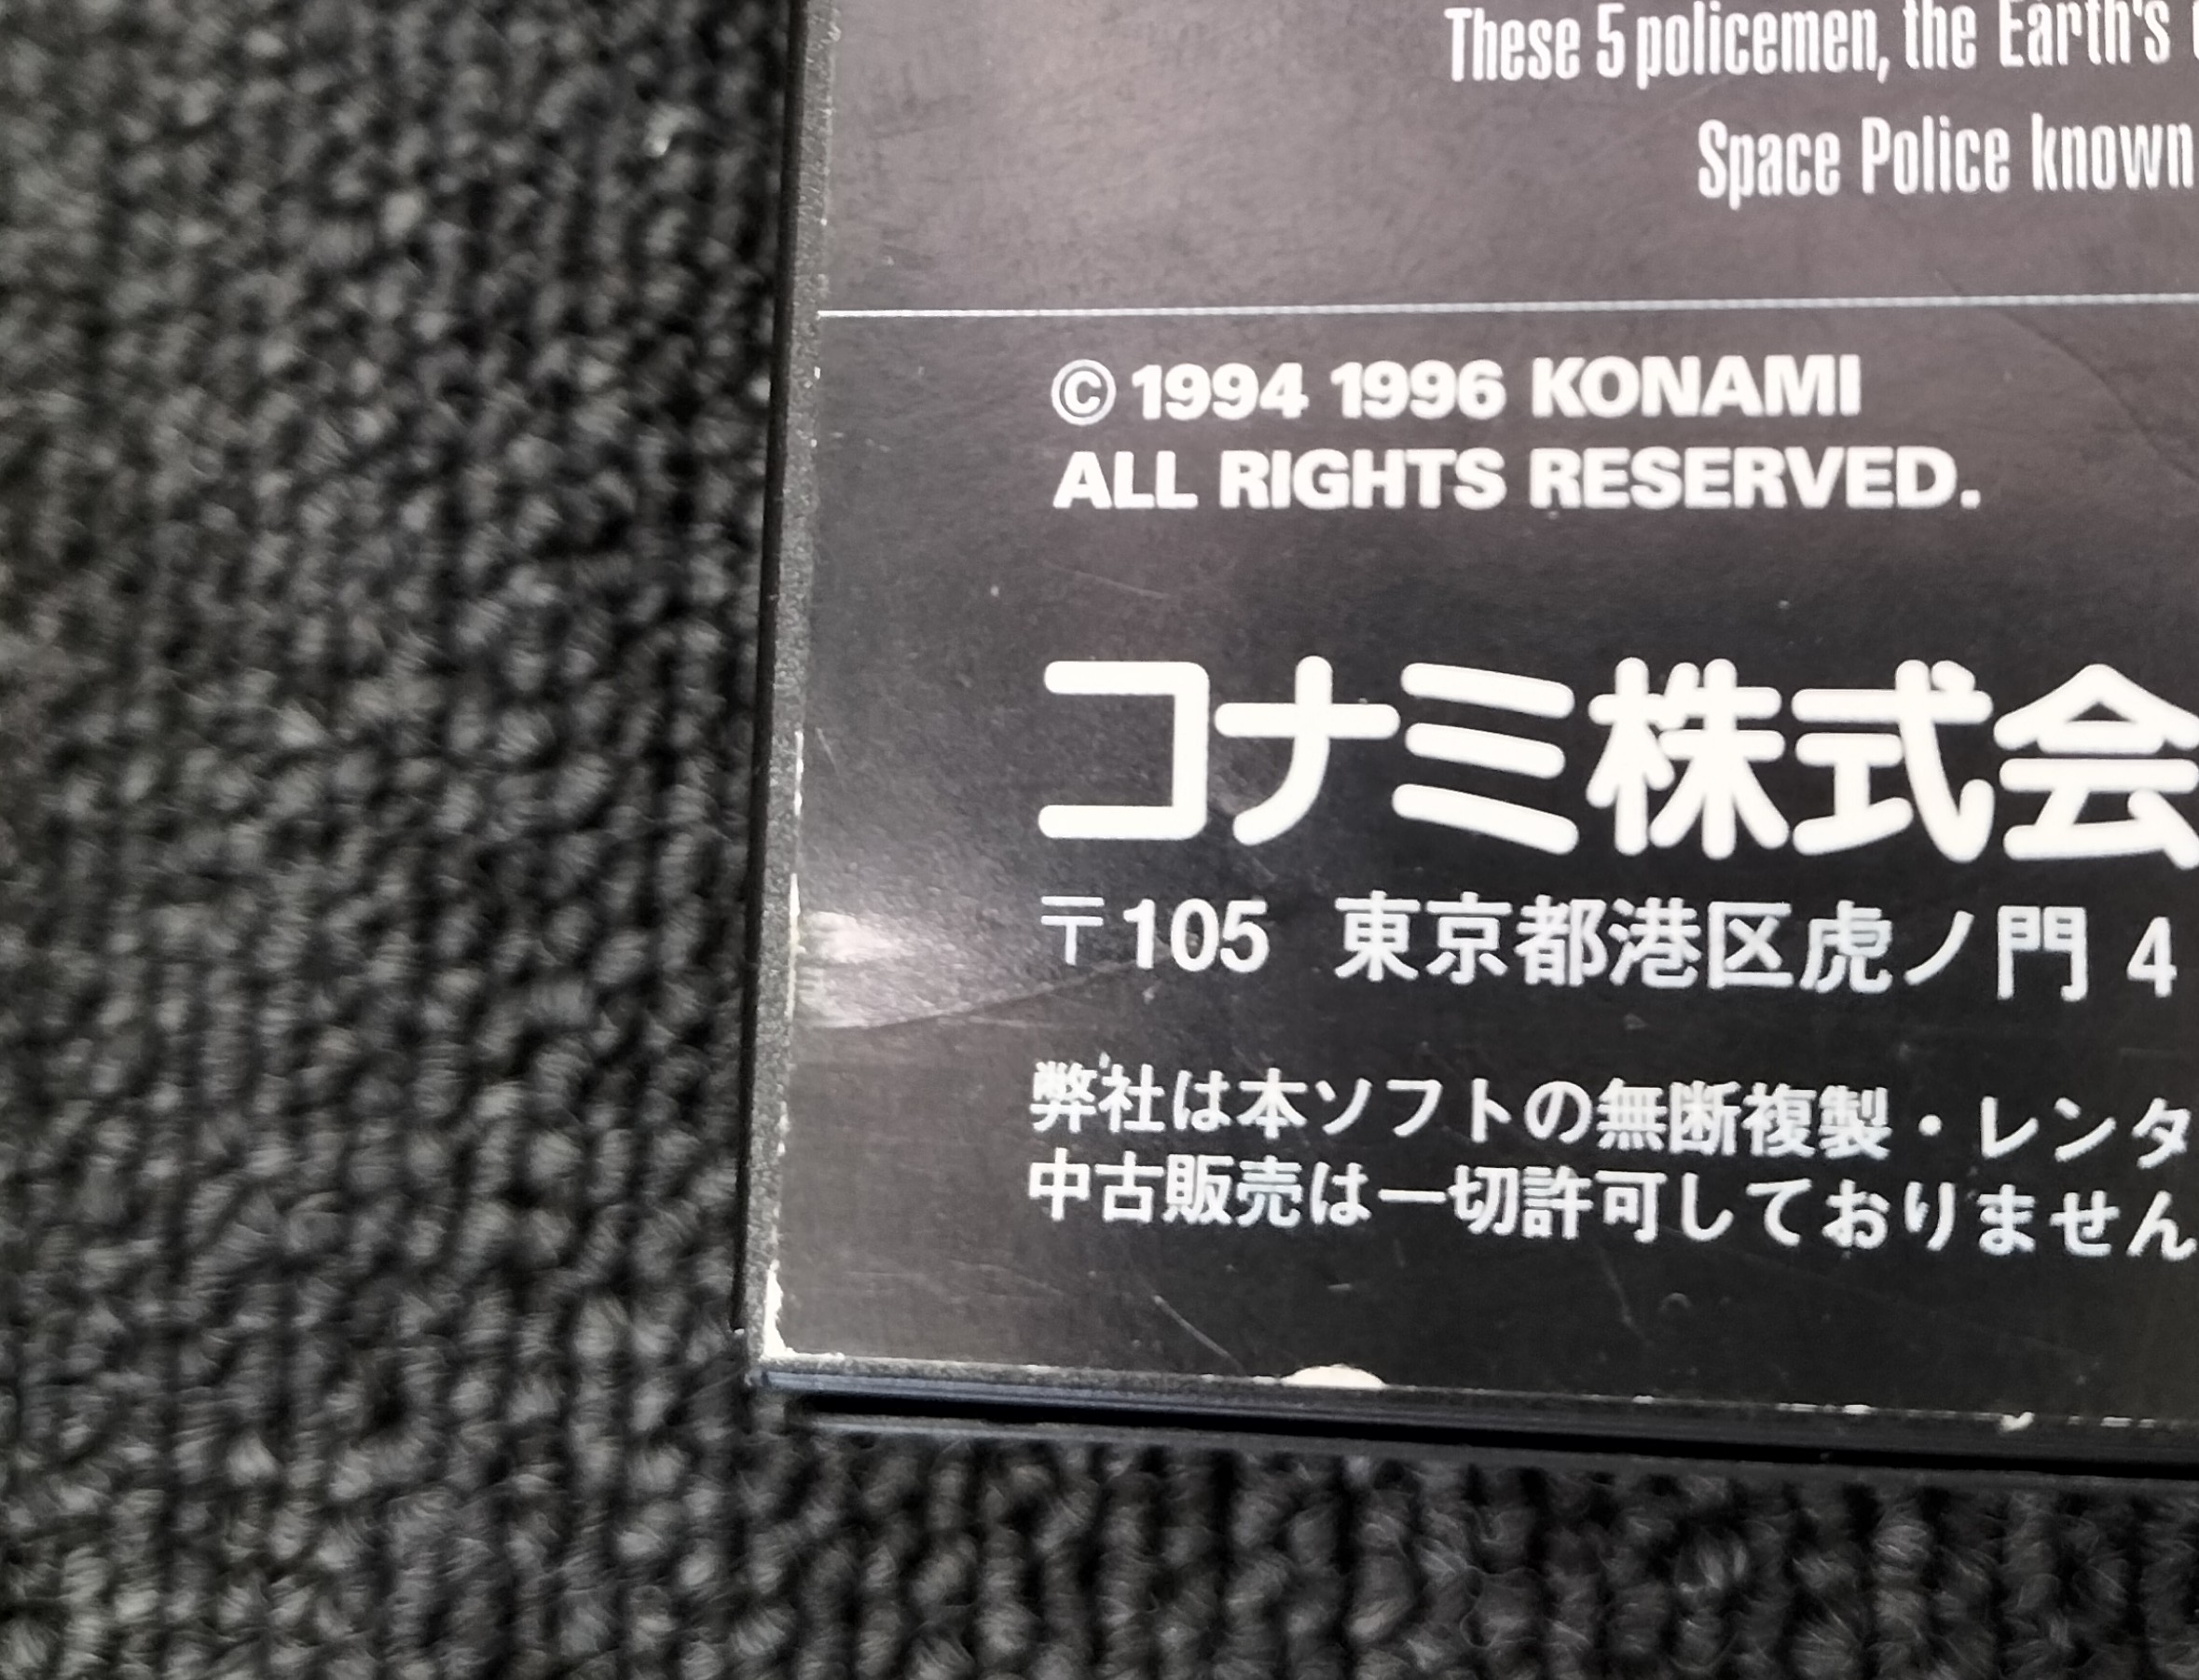 These 5 policemen, the Earth's
Space Police known
© 1994 1996 KONAMI
ALL RIGHTS RESERVED.
コナミ株式会
〒105 東京都港区虎ノ門 4
弊社は本ソフトの無断複製・レンタ
中古販売は一切許可しておりません